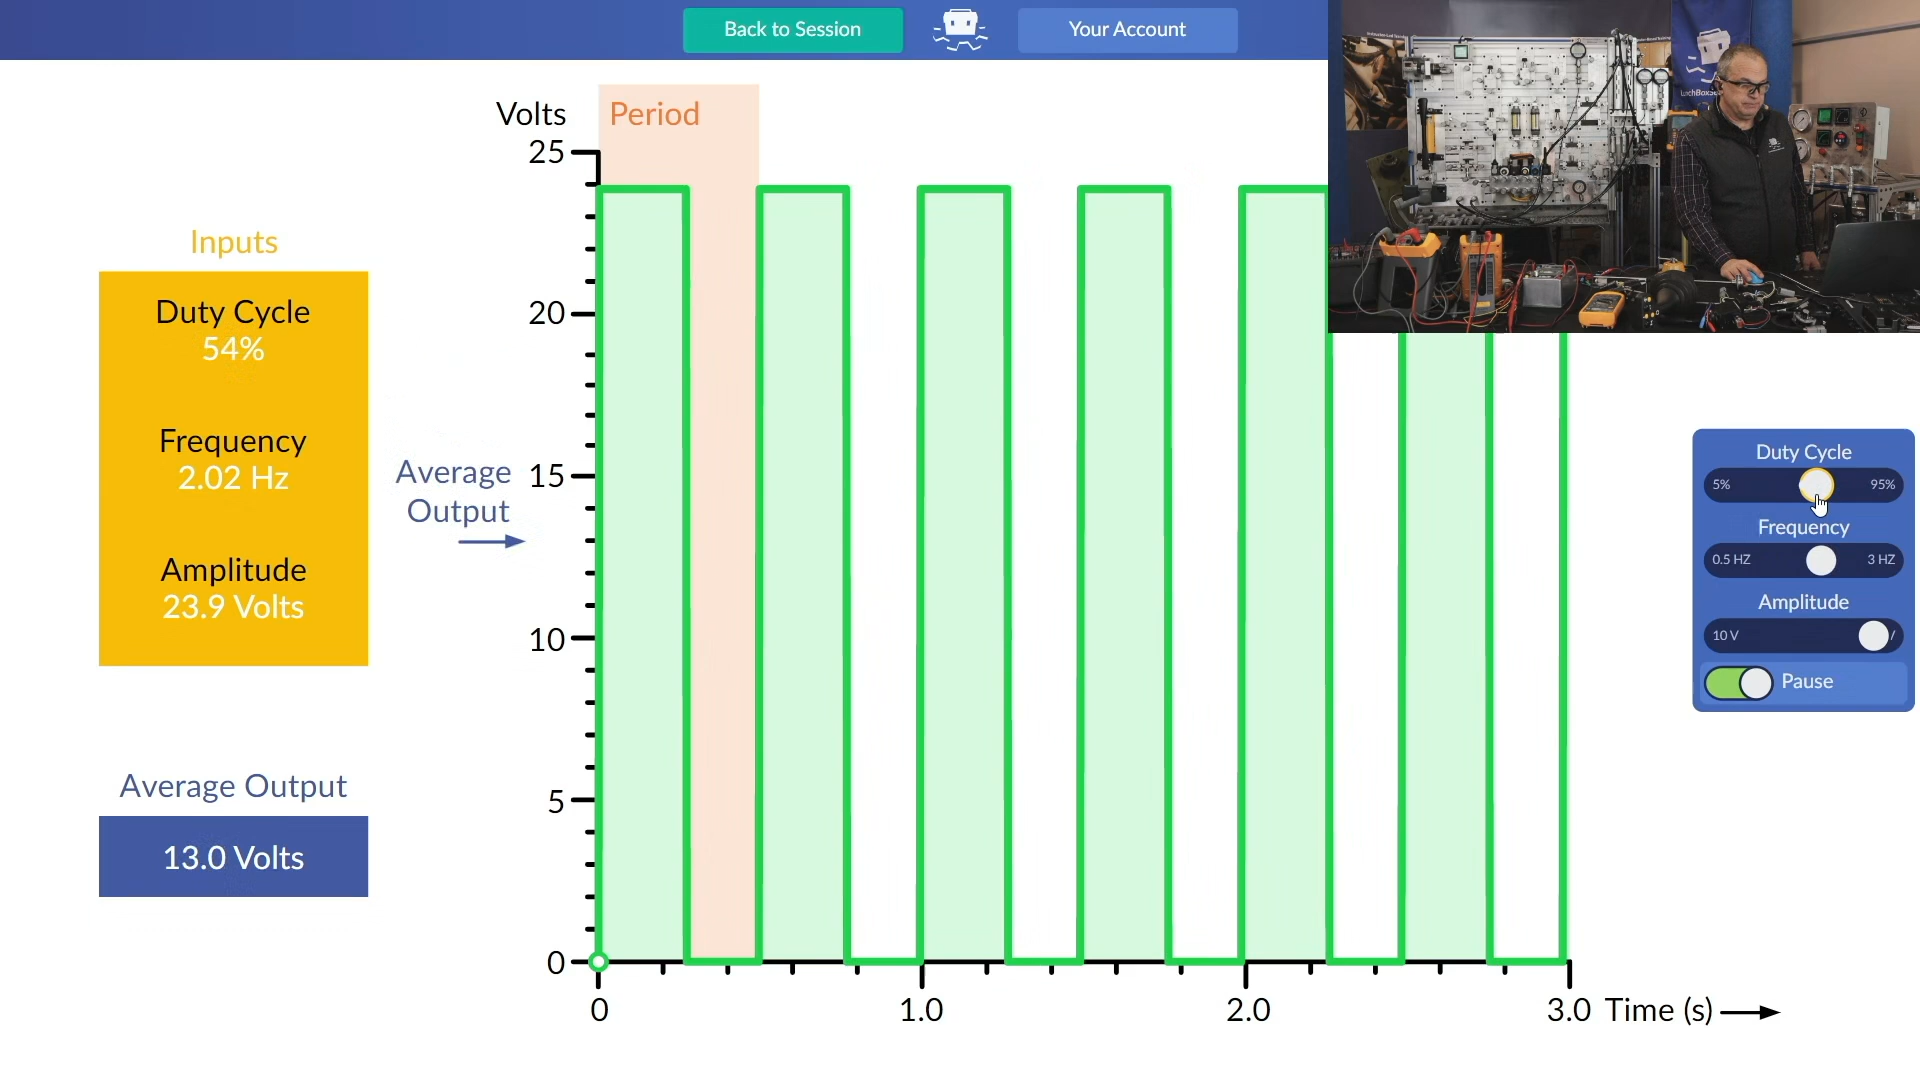 Back to Session
Your Account
Volts
Period
25
20
15
10
5
0
Inputs
Duty Cycle
54%
Frequency
2.02 Hz
Amplitude
23.9 Volts
Average
Output
Average Output
13.0 Volts
0
1.0
2.0
3.0
Time (s)
Duty Cycle
5%
95%
Frequency
0.5 HZ
3 HZ
Amplitude
10 V
Pause